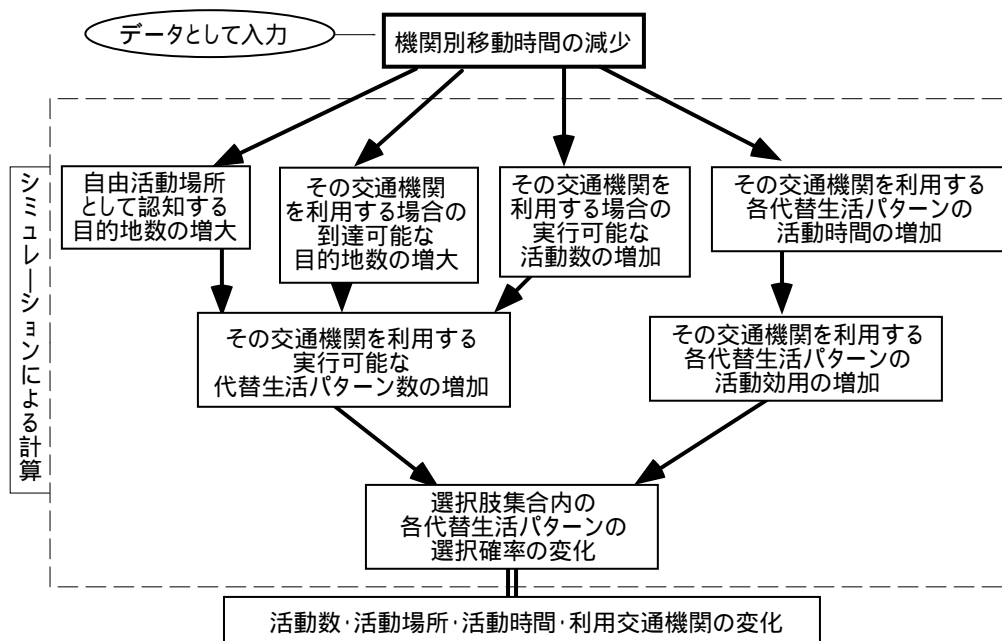 データとして入力
機関別移動時間の減少
シミュレーションによる計算
自由活動場所
として認知する
目的地数の増大
その交通機関
を利用する場合の
到達可能な
目的地数の増大
その交通機関を
利用する場合の
実行可能な
活動数の増加
その交通機関を利用する
各代替生活パターンの
活動時間の増加
その交通機関を利用する
実行可能な
代替生活パターン数の増加
その交通機関を利用する
各代替生活パターンの
活動効用の増加
選択肢集合内の
各代替生活パターンの
選択確率の変化
活動数・活動場所・活動時間・利用交通機関の変化